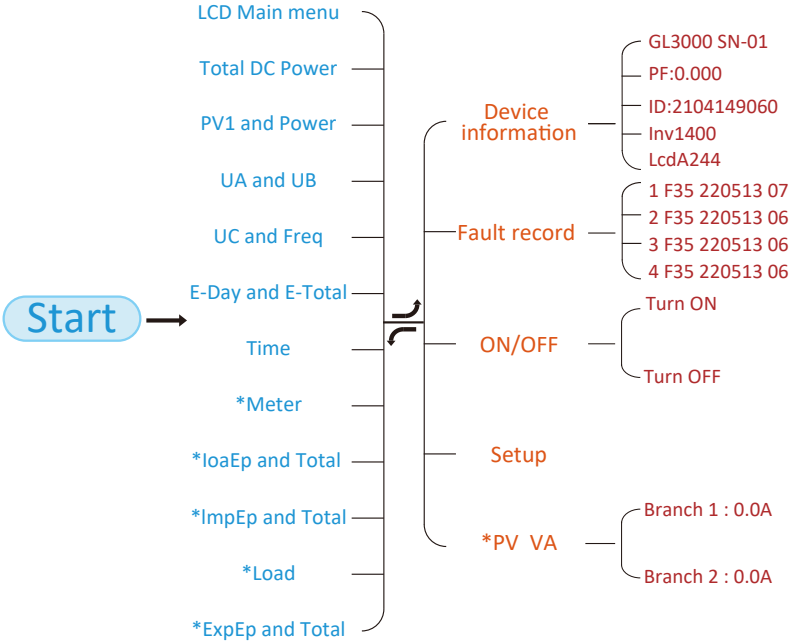 Start
LCD Main menu
Total DC Power
PV1 and Power
UA and UB
UC and Freq
E-Day and E-Total
Time
*Meter
*IoaEp and Total
*ImpEp and Total
*Load
*ExpEp and Total
Device
information
Fault record
ON/OFF
Setup
*PV VA
GL3000 SN-01
PF:0.000
ID:2104149060
Inv1400
LcdA244
1 F35 220513 07
2 F35 220513 06
3 F35 220513 06
4 F35 220513 06
Turn ON
Turn OFF
Branch 1 : 0.0A
Branch 2 : 0.0A